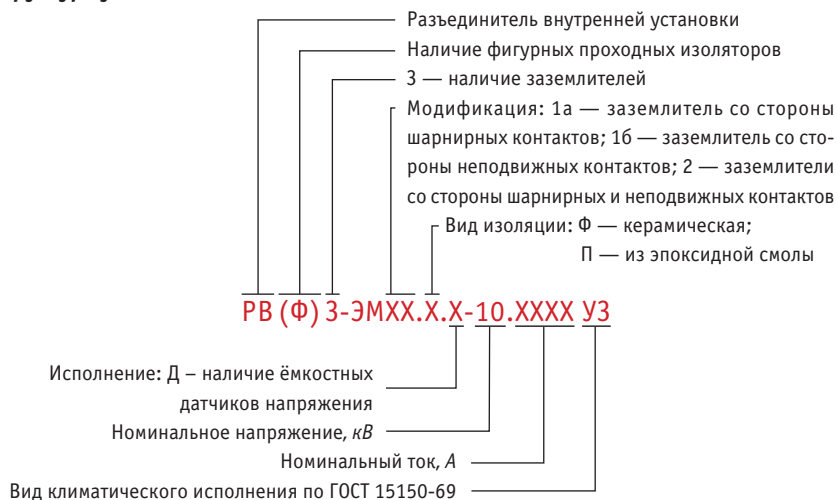 Разъединитель внутренней установки
Наличие фигурных проходных изоляторов
З — наличие заземлителей
Модификация: 1а — заземлитель со стороны
шарнирных контактов; 1б — заземлитель со сто-
роны неподвижных контактов; 2 — заземлители
со стороны шарнирных и неподвижных контактов
Вид изоляции: Ф — керамическая;
П — из эпоксидной смолы
РВ(Ф)З-ЭМХХ.Х.Х-10.ХХХХ У3
Исполнение: Д – наличие ёмкостных
датчиков напряжения
Номинальное напряжение, кВ
Номинальный ток, А
Вид климатического исполнения по ГОСТ 15150-69